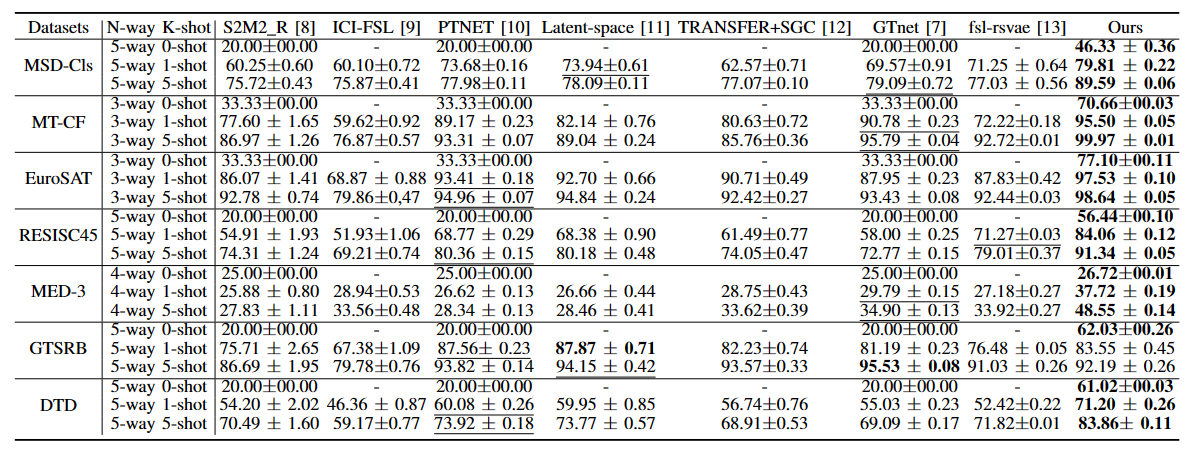 Datasets N-way K-shot S2M2_R [8] ICI-FSL [9] PTNET [10] Latent-space [11] TRANSFER+SGC [12] GTnet [7] fsl-rsvae [13] Ours
5-way 0-shot 20.00±00.00 - 20.00±00.00 - - 20.00±00.00 - 46.33 ± 0.36
MSD-Cls 5-way 1-shot 60.25±0.60 60.10±0.72 73.68±0.16 73.94±0.61 62.57±0.71 69.57±0.91 71.25 ± 0.64 79.81 ± 0.22
5-way 5-shot 75.72±0.43 75.87±0.41 77.98±0.11 78.09±0.11 77.07±0.10 79.09±0.72 77.03 ± 0.56 89.59 ± 0.06
3-way 0-shot 33.33±00.00 - 33.33±00.00 - - 33.33±00.00 - 70.66±00.03
MT-CF 3-way 1-shot 77.60 ± 1.65 59.62±0.92 89.17 ± 0.23 82.14 ± 0.76 80.63±0.72 90.78 ± 0.23 72.22±0.18 95.50 ± 0.05
3-way 5-shot 86.97 ± 1.26 76.87±0.57 93.31 ± 0.07 89.04 ± 0.24 85.76±0.36 95.79 ± 0.04 92.72±0.01 99.97 ± 0.01
3-way 0-shot 33.33±00.00 - 33.33±00.00 - - 33.33±00.00 - 77.10±00.11
EuroSAT 3-way 1-shot 86.07 ± 1.41 68.87 ± 0.88 93.41 ± 0.18 92.70 ± 0.66 90.71±0.49 87.95 ± 0.23 87.83±0.42 97.53 ± 0.10
3-way 5-shot 92.78 ± 0.74 79.86±0,47 94.96 ± 0.07 94.84 ± 0.24 92.42±0.27 93.43 ± 0.08 92.44±0.03 98.64 ± 0.05
5-way 0-shot 20.00±00.00 - 20.00±00.00 - - 20.00±00.00 - 56.44±00.10
RESISC45 5-way 1-shot 54.91 ± 1.93 51.93±1.06 68.77 ± 0.29 68.38 ± 0.90 61.49±0.77 58.00 ± 0.25 71.27±0.03 84.06 ± 0.12
5-way 5-shot 74.31 ± 1.24 69.21±0.74 80.36 ± 0.15 80.18 ± 0.48 74.05±0.47 72.77 ± 0.15 79.01±0.37 91.34 ± 0.05
4-way 0-shot 25.00±00.00 - 25.00±00.00 - - 25.00±00.00 - 26.72±00.01
MED-3 4-way 1-shot 25.88 ± 0.80 28.94±0.53 26.62 ± 0.13 26.66 ± 0.44 28.75±0.43 29.79 ± 0.15 27.18±0.27 37.72 ± 0.19
4-way 5-shot 27.83 ± 1.11 33.56±0.48 28.34 ± 0.13 28.46 ± 0.41 33.62±0.39 34.90 ± 0.13 33.92±0.27 48.55 ± 0.14
5-way 0-shot 20.00±00.00 - 20.00±00.00 - - 20.00±00.00 - 62.03±00.26
GTSRB 5-way 1-shot 75.71 ± 2.65 67.38±1.09 87.56± 0.23 87.87 ± 0.71 82.23±0.74 81.19 ± 0.23 76.48 ± 0.05 83.55 ± 0.45
5-way 5-shot 86.69 ± 1.95 79.78±0.76 93.82 ± 0.14 94.15 ± 0.42 93.57±0.33 95.53 ± 0.08 91.03 ± 0.26 92.19 ± 0.26
5-way 0-shot 20.00±00.00 - 20.00±00.00 - - 20.00±00.00 - 61.02±00.03
DTD 5-way 1-shot 54.20 ± 2.02 46.36 ± 0.87 60.08 ± 0.26 59.95 ± 0.85 56.74±0.76 55.03 ± 0.23 52.42±0.22 71.20 ± 0.26
5-way 5-shot 70.49 ± 1.60 59.17±0.77 73.92 ± 0.18 73.77 ± 0.57 68.91±0.53 69.09 ± 0.17 71.82±0.01 83.86± 0.11